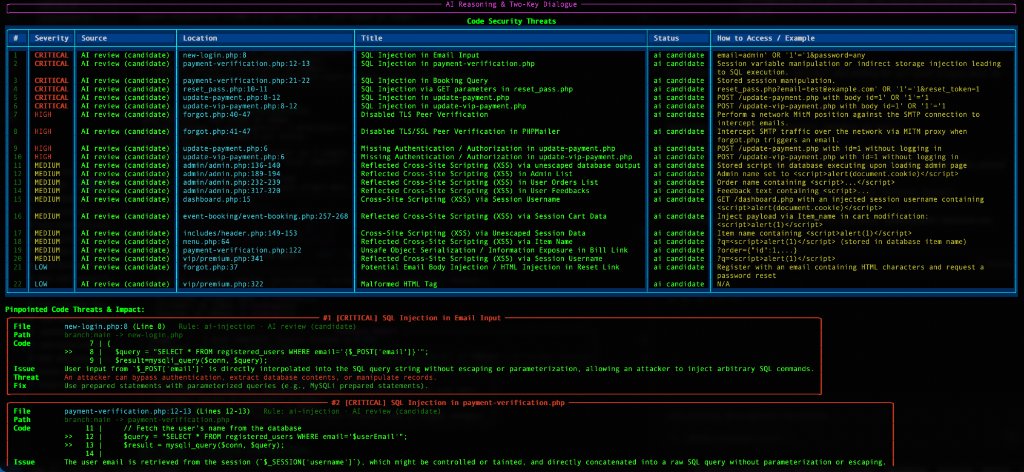 AI Reasoning & Two-Key Dialogue
Code Security Threats
# Severity Source Location Title Status How to Access / Example
1 CRITICAL AI review (candidate) new-login.php:8 SQL Injection in Email Input ai candidate email=admin' OR '1'='1&password=any
2 CRITICAL AI review (candidate) payment-verification.php:12-13 SQL Injection in payment-verification.php ai candidate Session variable manipulation or indirect storage injection leading
to SQL execution.
3 CRITICAL AI review (candidate) payment-verification.php:21-22 SQL Injection in Booking Query ai candidate Stored session manipulation.
4 CRITICAL AI review (candidate) reset_pass.php:10-11 SQL Injection via GET parameters in reset_pass.php ai candidate reset_pass.php?email=test@example.com' OR '1'='1&reset_token=1
5 CRITICAL AI review (candidate) update-payment.php:8-12 SQL Injection in update-payment.php ai candidate POST /update-payment.php with body id=1' OR '1'='1
6 CRITICAL AI review (candidate) update-vip-payment.php:8-12 SQL Injection in update-vip-payment.php ai candidate POST /update-vip-payment.php with body id=1' OR '1'='1
7 HIGH AI review (candidate) forgot.php:40-47 Disabled TLS Peer Verification ai candidate Perform a network MitM position against the SMTP connection to
intercept emails.
8 HIGH AI review (candidate) forgot.php:41-47 Disabled TLS/SSL Peer Verification in PHPMailer ai candidate Intercept SMTP traffic over the network via MITM proxy when
forgot.php triggers an email.
9 HIGH AI review (candidate) update-payment.php:6 Missing Authentication / Authorization in update-payment.php ai candidate POST /update-payment.php with id=1 without logging in
10 HIGH AI review (candidate) update-vip-payment.php:6 Missing Authentication / Authorization in update-vip-payment.php ai candidate POST /update-vip-payment.php with id=1 without logging in
11 MEDIUM AI review (candidate) admin/admin.php:136-140 Reflected Cross-Site Scripting (XSS) via unescaped database output ai candidate Stored script in database executing upon loading admin page
12 MEDIUM AI review (candidate) admin/admin.php:189-194 Reflected Cross-Site Scripting (XSS) in Admin List ai candidate Admin name set to <script>alert(document.cookie)</script>
13 MEDIUM AI review (candidate) admin/admin.php:232-239 Reflected Cross-Site Scripting (XSS) in User Orders List ai candidate Order name containing <script>...</script>
14 MEDIUM AI review (candidate) admin/admin.php:317-320 Reflected Cross-Site Scripting (XSS) in User Feedbacks ai candidate Feedback text containing <script>...</script>
15 MEDIUM AI review (candidate) dashboard.php:15 Cross-Site Scripting (XSS) via Session Username ai candidate GET /dashboard.php with an injected session username containing
<script>alert(document.cookie)</script>
16 MEDIUM AI review (candidate) event-booking/event-booking.php:257-268 Reflected Cross-Site Scripting (XSS) via Session Cart Data ai candidate Inject payload via Item_name in cart modification:
<script>alert(1)</script>
17 MEDIUM AI review (candidate) includes/header.php:149-153 Cross-Site Scripting (XSS) via Unescaped Session Data ai candidate Item name containing <script>alert(1)</script>
18 MEDIUM AI review (candidate) menu.php:64 Reflected Cross-Site Scripting (XSS) via Item Name ai candidate ?q=<script>alert(1)</script> (stored in database item name)
19 MEDIUM AI review (candidate) payment-verification.php:122 Unsafe Object Serialization / Information Exposure in Bill Link ai candidate ?order={"id":1,...}
20 MEDIUM AI review (candidate) vip/premium.php:341 Reflected Cross-Site Scripting (XSS) via Session Username ai candidate ?q=<script>alert(1)</script>
21 LOW AI review (candidate) forgot.php:37 Potential Email Body Injection / HTML Injection in Reset Link ai candidate Register with an email containing HTML characters and request a
password reset
22 LOW AI review (candidate) vip/premium.php:322 Malformed HTML Tag ai candidate N/A
Pinpointed Code Threats & Impact:
#1 [CRITICAL] SQL Injection in Email Input
File new-login.php:8 (Line 8) Rule: ai-injection · AI review (candidate)
Path branch:main -> new-login.php
Code 7 | {
>> 8 | $query = "SELECT * FROM registered_users WHERE email='{$_POST['email']}'";
9 | $result=mysqli_query($conn, $query);
Issue User input from `$_POST['email']` is directly interpolated into the SQL query string without escaping or parameterization, allowing an attacker to inject arbitrary SQL commands.
Threat An attacker can bypass authentication, extract database contents, or manipulate records.
Fix Use prepared statements with parameterized queries (e.g., MySQLi prepared statements).
#2 [CRITICAL] SQL Injection in payment-verification.php
File payment-verification.php:12-13 (Lines 12-13) Rule: ai-injection · AI review (candidate)
Path branch:main -> payment-verification.php
Code 11 | // Fetch the user's name from the database
>> 12 | $query = "SELECT * FROM registered_users WHERE email='$userEmail'";
>> 13 | $result = mysqli_query($conn, $query);
14 |
Issue The user email is retrieved from the session (`$_SESSION['username']`), which might be controlled or tainted, and directly concatenated into a raw SQL query without parameterization or escaping.